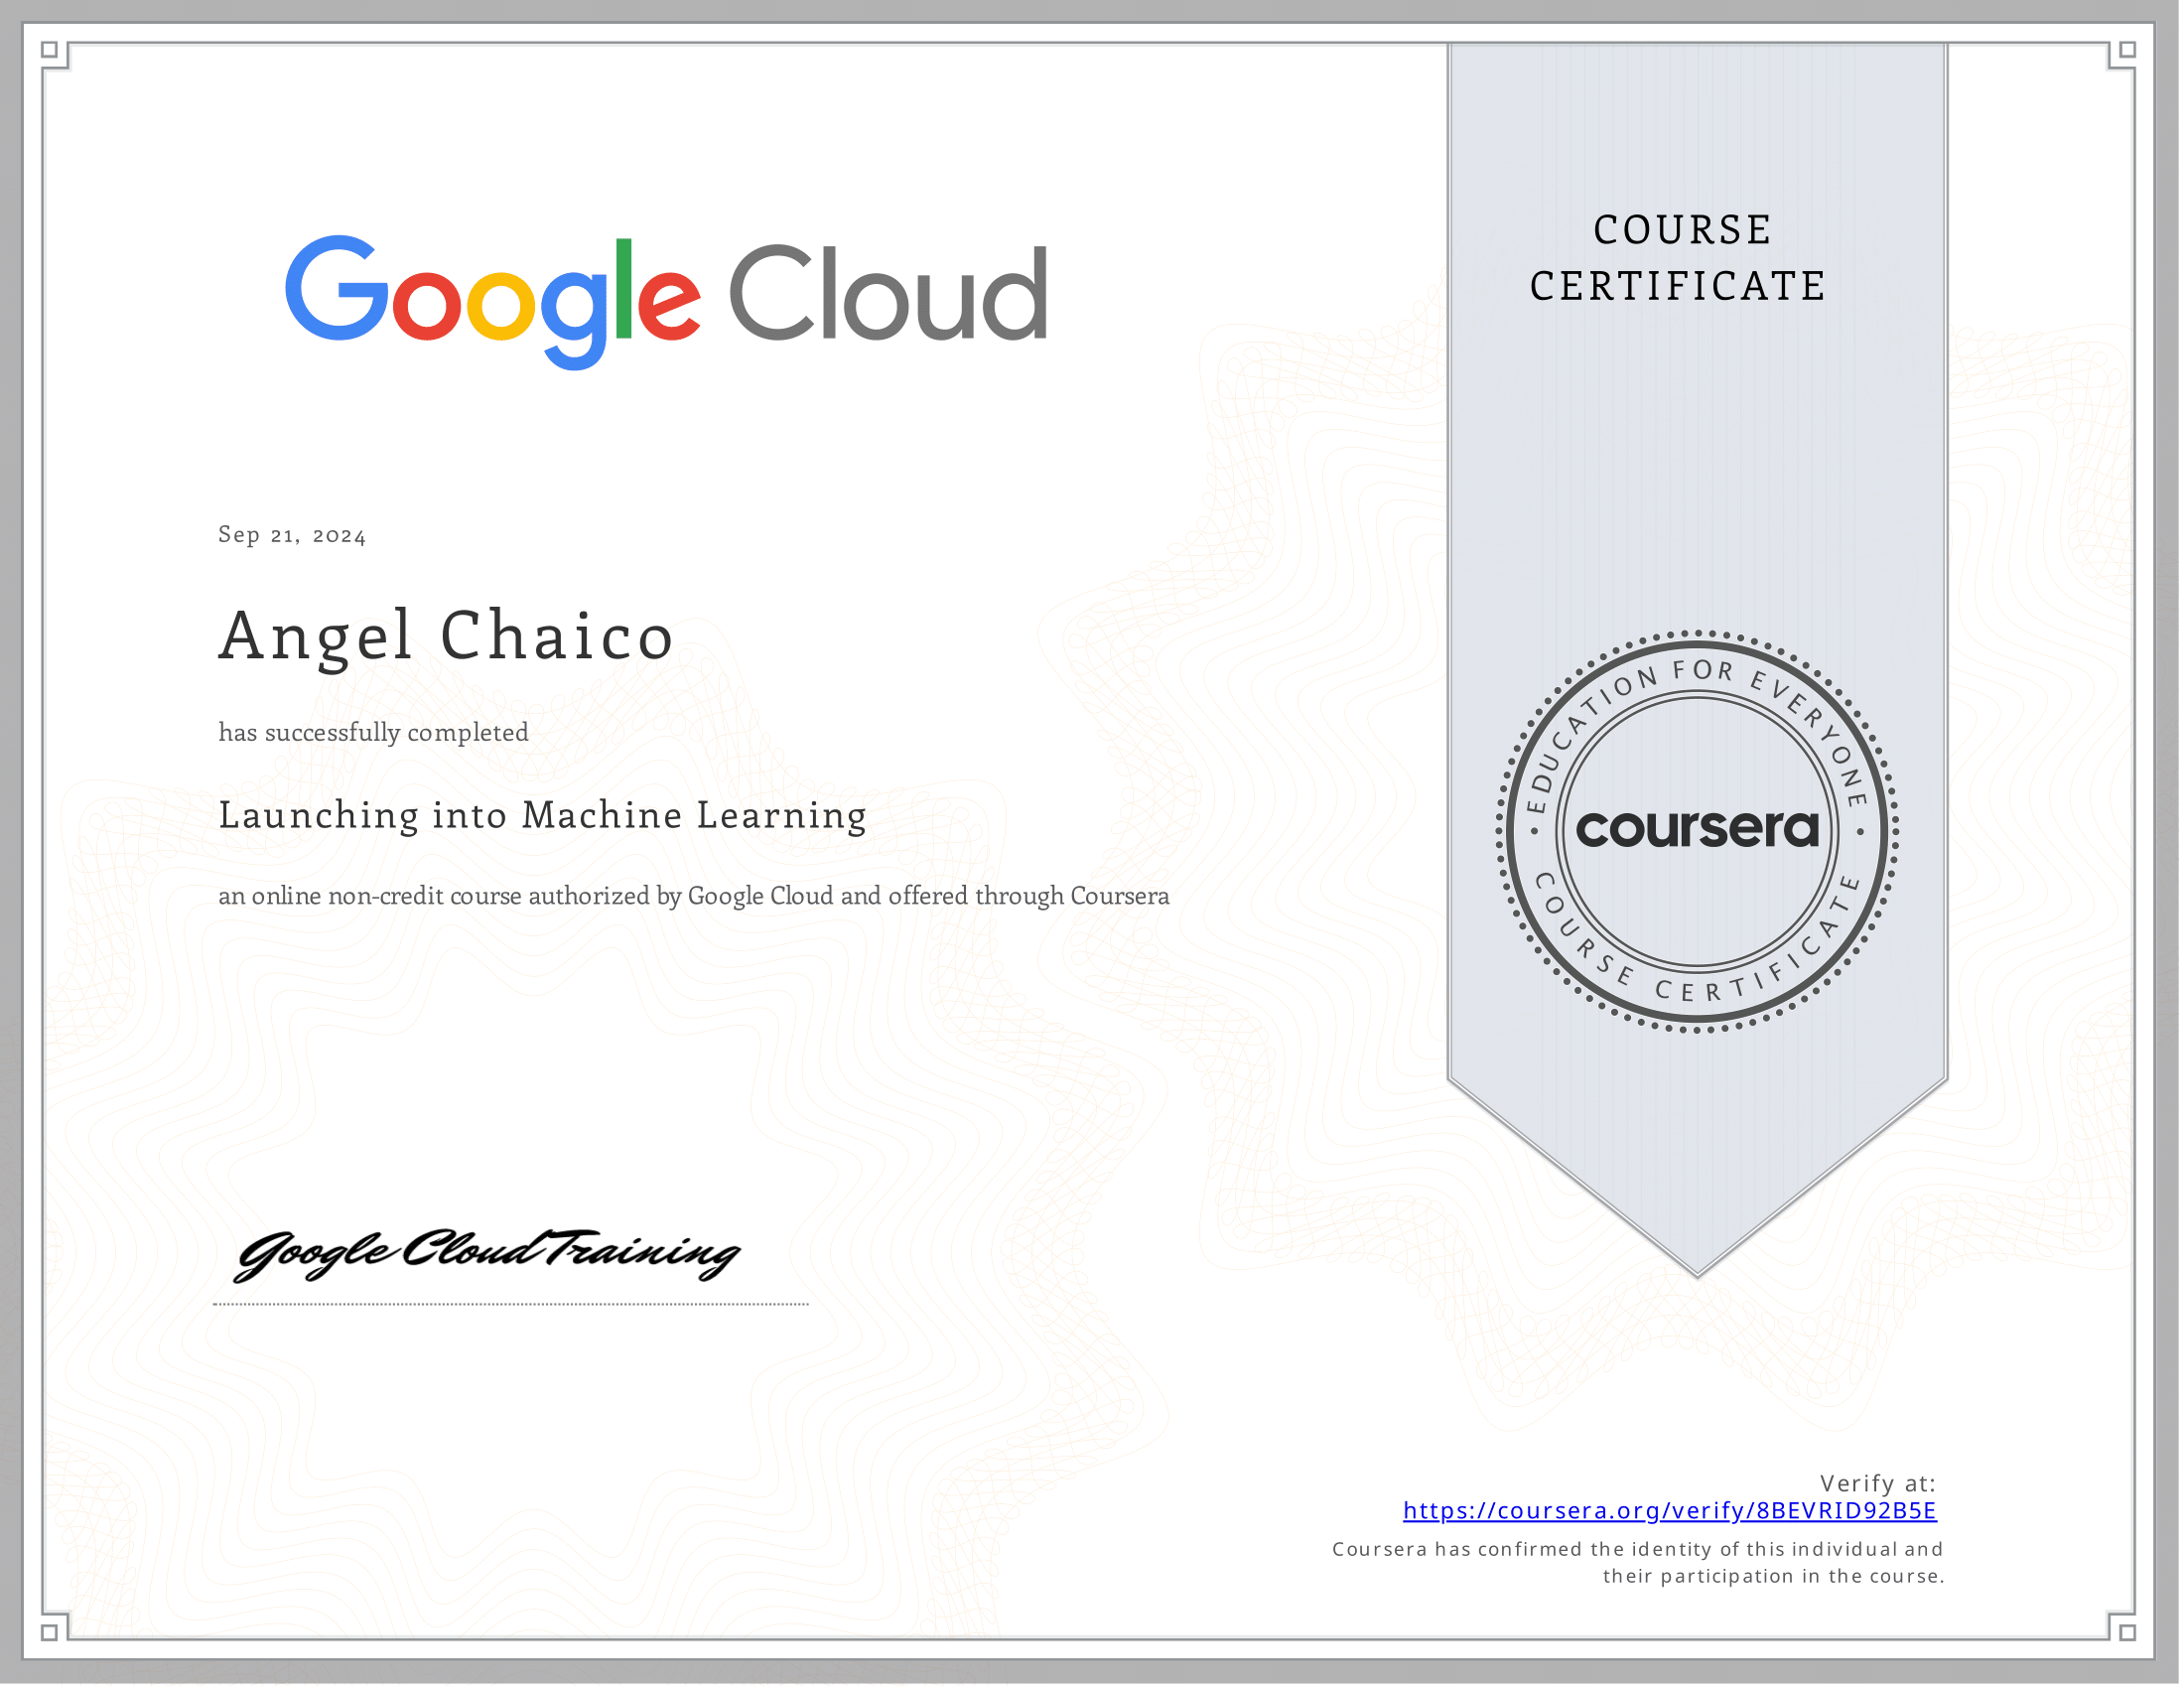 Google Cloud
COURSE
CERTIFICATE
Sep 21, 2024
Angel Chaico
has successfully completed
Launching into Machine Learning
an online non-credit course authorized by Google Cloud and offered through Coursera
EDUCATION FOR EVERYONE
coursera
COURSE CERTIFICATE
Google Cloud Training
Verify at:
https://coursera.org/verify/8BEVRID92B5E
Coursera has confirmed the identity of this individual and
their participation in the course.